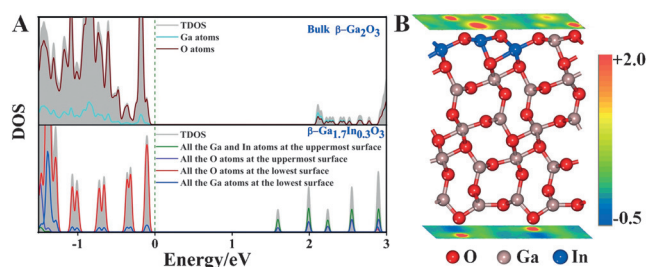 A
DOS
TDOS
Ga atoms
O atoms
Bulk β-Ga2O3
β-Ga1.7In0.3O3
TDOS
All the Ga and In atoms at the uppermost surface
All the O atoms at the uppermost surface
All the O atoms at the lowest surface
All the Ga atoms at the lowest surface
-1 0 1 2 3
Energy/eV
B
+2.0
-0.5
O Ga In